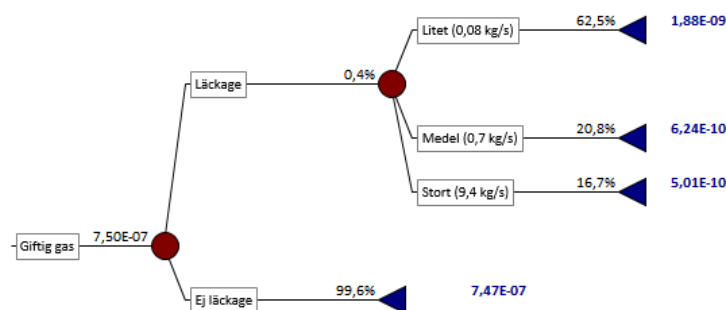 Litet (0,08 kg/s) 62,5% 1,88E-09
Läckage 0,4%
Medel (0,7 kg/s) 20,8% 6,24E-10
Stort (9,4 kg/s) 16,7% 5,01E-10
Giftig gas 7,50E-07
Ej läckage 99,6% 7,47E-07